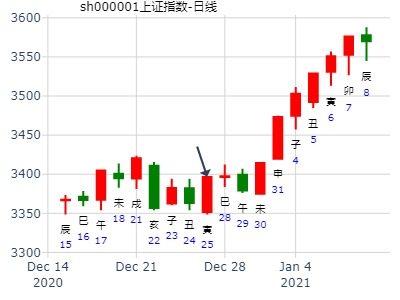 sh000001上证指数-日线
3600
3550
3500
3450
3400
3350
3300
辰
15
巳
16
午
17
未
18
戌
21
亥
22
子
23
丑
24
寅
25
巳
28
午
29
未
30
申
31
子
4
丑
5
寅
6
卯
7
辰
8
Dec 14
2020
Dec 21
Dec 28
Jan 4
2021